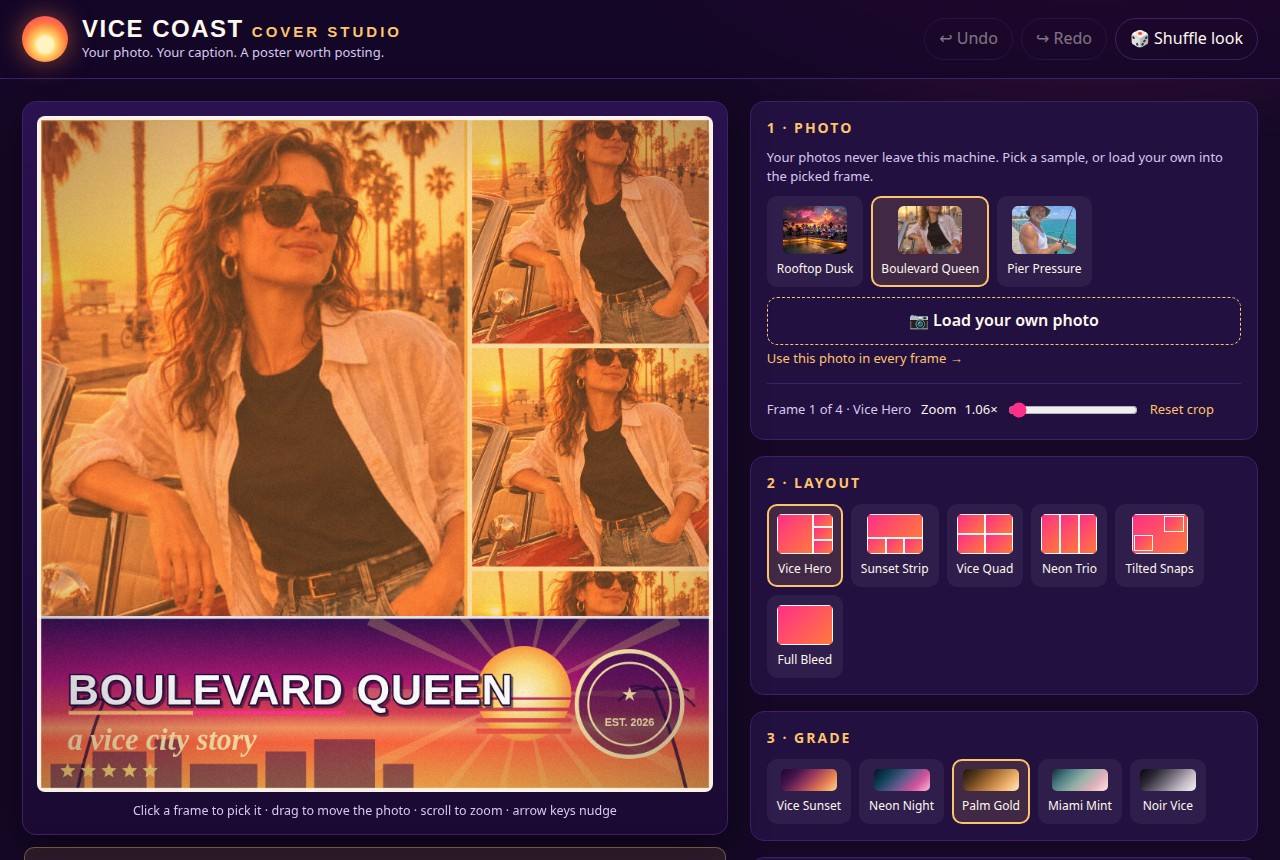 VICE COAST COVER STUDIO
Your photo. Your caption. A poster worth posting.
↩ Undo
↪ Redo
🎲 Shuffle look
BOULEVARD QUEEN
a vice city story
★★★★★
★
EST. 2026
Click a frame to pick it · drag to move the photo · scroll to zoom · arrow keys nudge
1 · PHOTO
Your photos never leave this machine. Pick a sample, or load your own into
the picked frame.
Rooftop Dusk
Boulevard Queen
Pier Pressure
📷 Load your own photo
Use this photo in every frame →
Frame 1 of 4 · Vice Hero Zoom 1.06× Reset crop
2 · LAYOUT
Vice Hero
Sunset Strip
Vice Quad
Neon Trio
Tilted Snaps
Full Bleed
3 · GRADE
Vice Sunset
Neon Night
Palm Gold
Miami Mint
Noir Vice